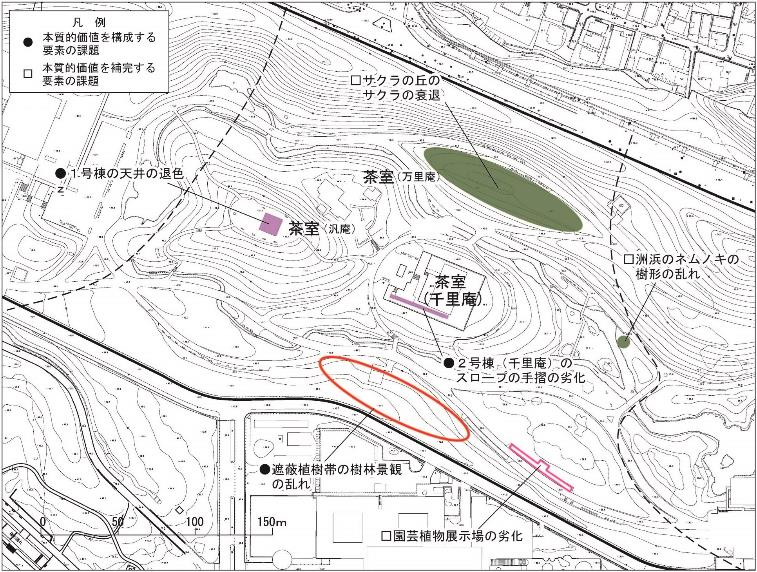 凡 例
● 本質的価値を構成する
要素の課題
□ 本質的価値を補完する
要素の課題
□サクラの丘の
サクラの衰退
●1号棟の天井の退色
茶室（万里庵）
茶室（汎庵）
□洲浜のネムノキの
樹形の乱れ
茶室
（千里庵）
●2号棟（千里庵）の
スロープの手摺の劣化
●遮蔽植樹帯の樹林景観
の乱れ
0 50 100 150m
□園芸植物展示場の劣化